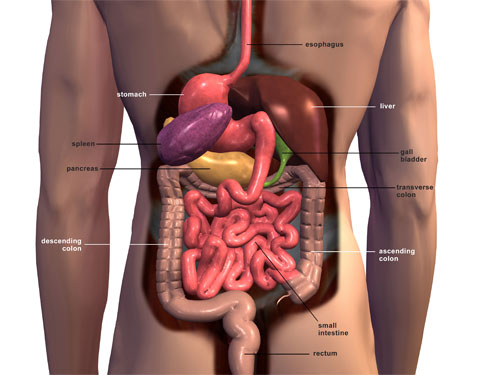 esophagus
stomach
liver
spleen
gall
bladder
pancreas
transverse
colon
descending
colon
ascending
colon
small
intestine
rectum